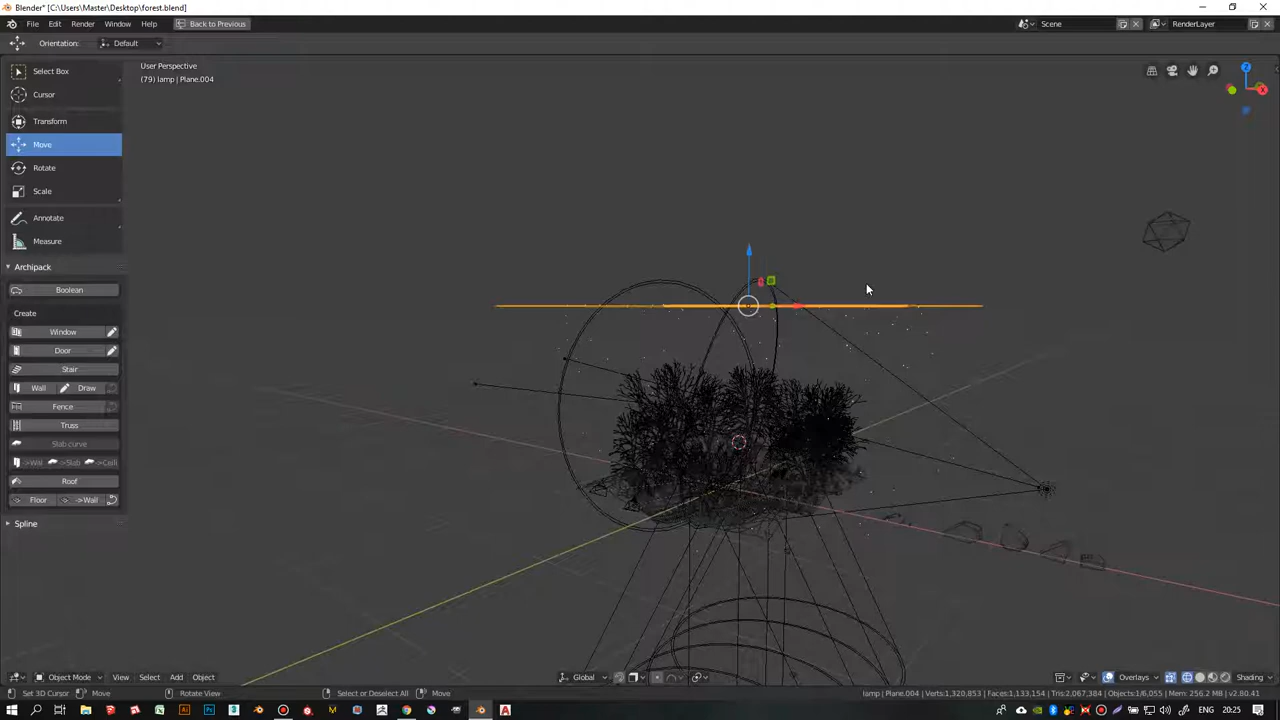 Blender* [C:\Users\Master\Desktop\forest.blend]
File Edit Render Window Help Back to Previous Scene RenderLayer
Orientation: Default
Select Box
Cursor
Transform
Move
Rotate
Scale
Annotate
Measure
Archipack
Boolean
Create
Window
Door
Stair
Wall Draw
Fence
Truss
Slab curve
->Wal ->Slab ->Ceili
Roof
Floor ->Wall
Spline
User Perspective
(79) lamp | Plane.004
Z
X
Object Mode View Select Add Object Global Overlays Shading
Set 3D Cursor Move Rotate View Select or Deselect All Move lamp | Plane.004 | Verts:1,320,853 | Faces:1,133,154 | Tris:2,067,384 | Objects:1/6,055 | Mem: 256.2 MB | v2.80.41
ENG 20:25